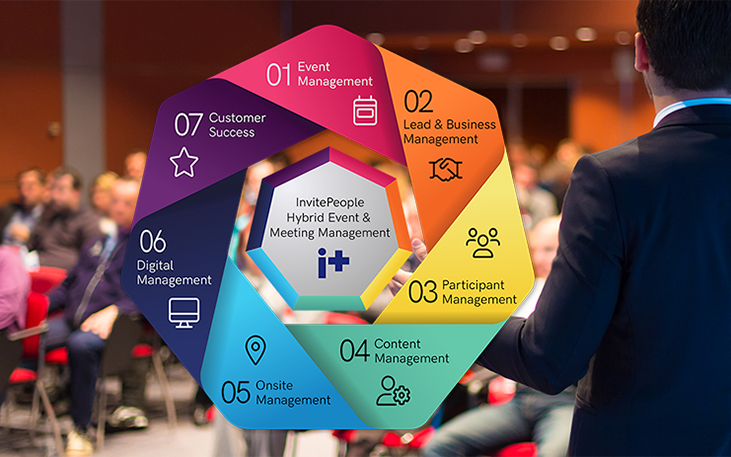 01 Event
Management
02
Lead & Business
Management
03 Participant
Management
04 Content
Management
05 Onsite
Management
06
Digital
Management
07 Customer
Success
InvitePeople
Hybrid Event &
Meeting Management
i+